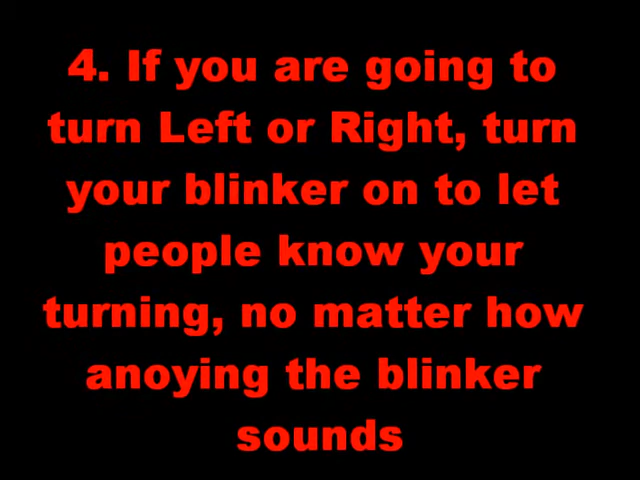 4. If you are going to
turn Left or Right, turn
your blinker on to let
people know your
turning, no matter how
anoying the blinker
sounds